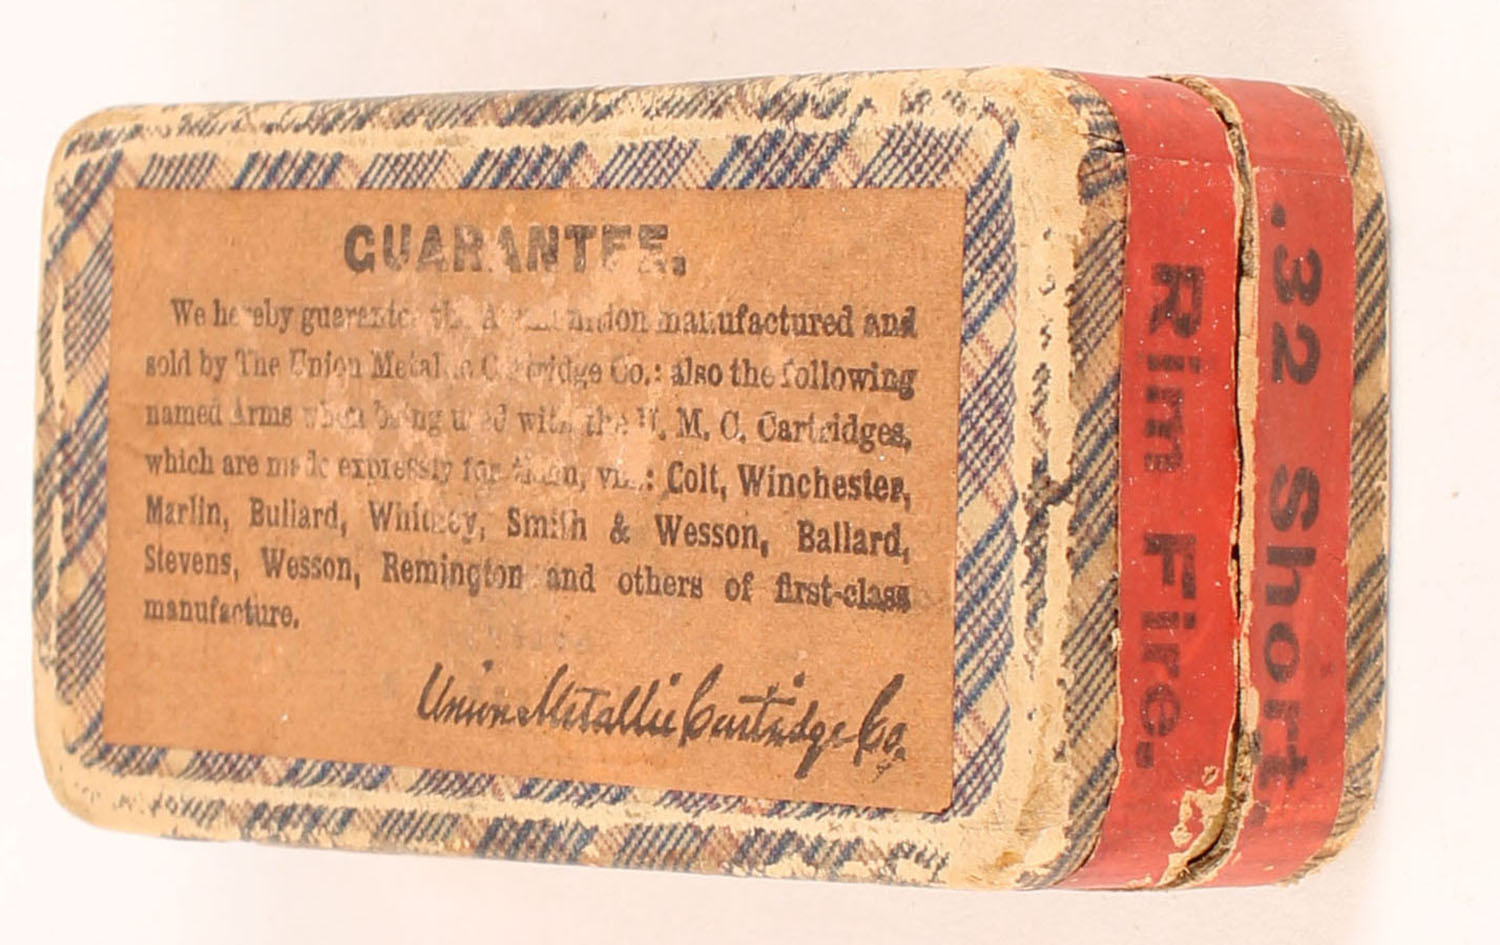 GUARANTEE.
We hereby guarantee the Ammunition manufactured and
sold by The Union Metallic Cartridge Co.: also the following
named Arms when being used with the U. M. C. Cartridges,
which are made expressly for them, viz.: Colt, Winchester,
Marlin, Bullard, Whitney, Smith & Wesson, Ballard,
Stevens, Wesson, Remington and others of first-class
manufacture.
Union Metallic Cartridge Co.
.32 Short.
Rim Fire.